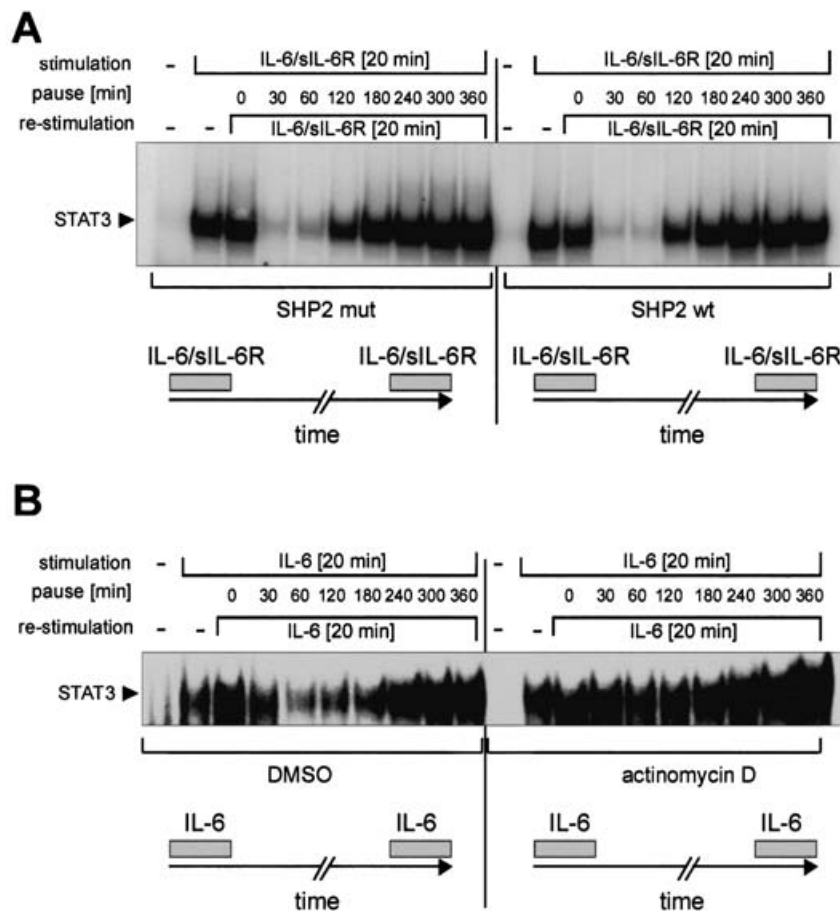 A
stimulation - IL-6/sIL-6R [20 min] - IL-6/sIL-6R [20 min]
pause [min] 0 30 60 120 180 240 300 360 0 30 60 120 180 240 300 360
re-stimulation - - IL-6/sIL-6R [20 min] - - IL-6/sIL-6R [20 min]
STAT3
SHP2 mut SHP2 wt
IL-6/sIL-6R IL-6/sIL-6R IL-6/sIL-6R IL-6/sIL-6R
time time
B
stimulation - IL-6 [20 min] - IL-6 [20 min]
pause [min] 0 30 60 120 180 240 300 360 0 30 60 120 180 240 300 360
re-stimulation - - IL-6 [20 min] - - IL-6 [20 min]
STAT3
DMSO actinomycin D
IL-6 IL-6 IL-6 IL-6
time time